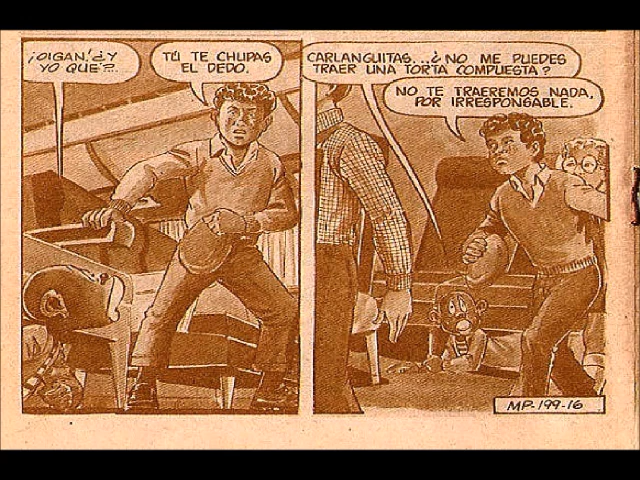 ¡OIGAN! ¿Y
YO QUÉ?..
TÚ TE CHUPAS
EL DEDO.
CARLANGUITAS...¿NO ME PUEDES
TRAER UNA TORTA COMPUESTA?
NO TE TRAEREMOS NADA,
POR IRRESPONSABLE.
MP-199-16